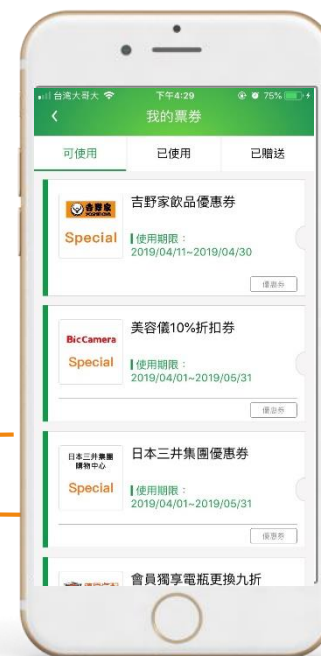 台灣大哥大 下午4:29 75%
我的票券
可使用 已使用 已贈送
吉野家
YOSHINOYA
Special
吉野家飲品優惠券
使用期限:
2019/04/11~2019/04/30
優惠券
BicCamera
Special
美容儀10%折扣券
使用期限:
2019/04/01~2019/05/31
優惠券
日本三井集團
購物中心
Special
日本三井集團優惠券
使用期限:
2019/04/01~2019/05/31
優惠券
會員獨享電瓶更換九折